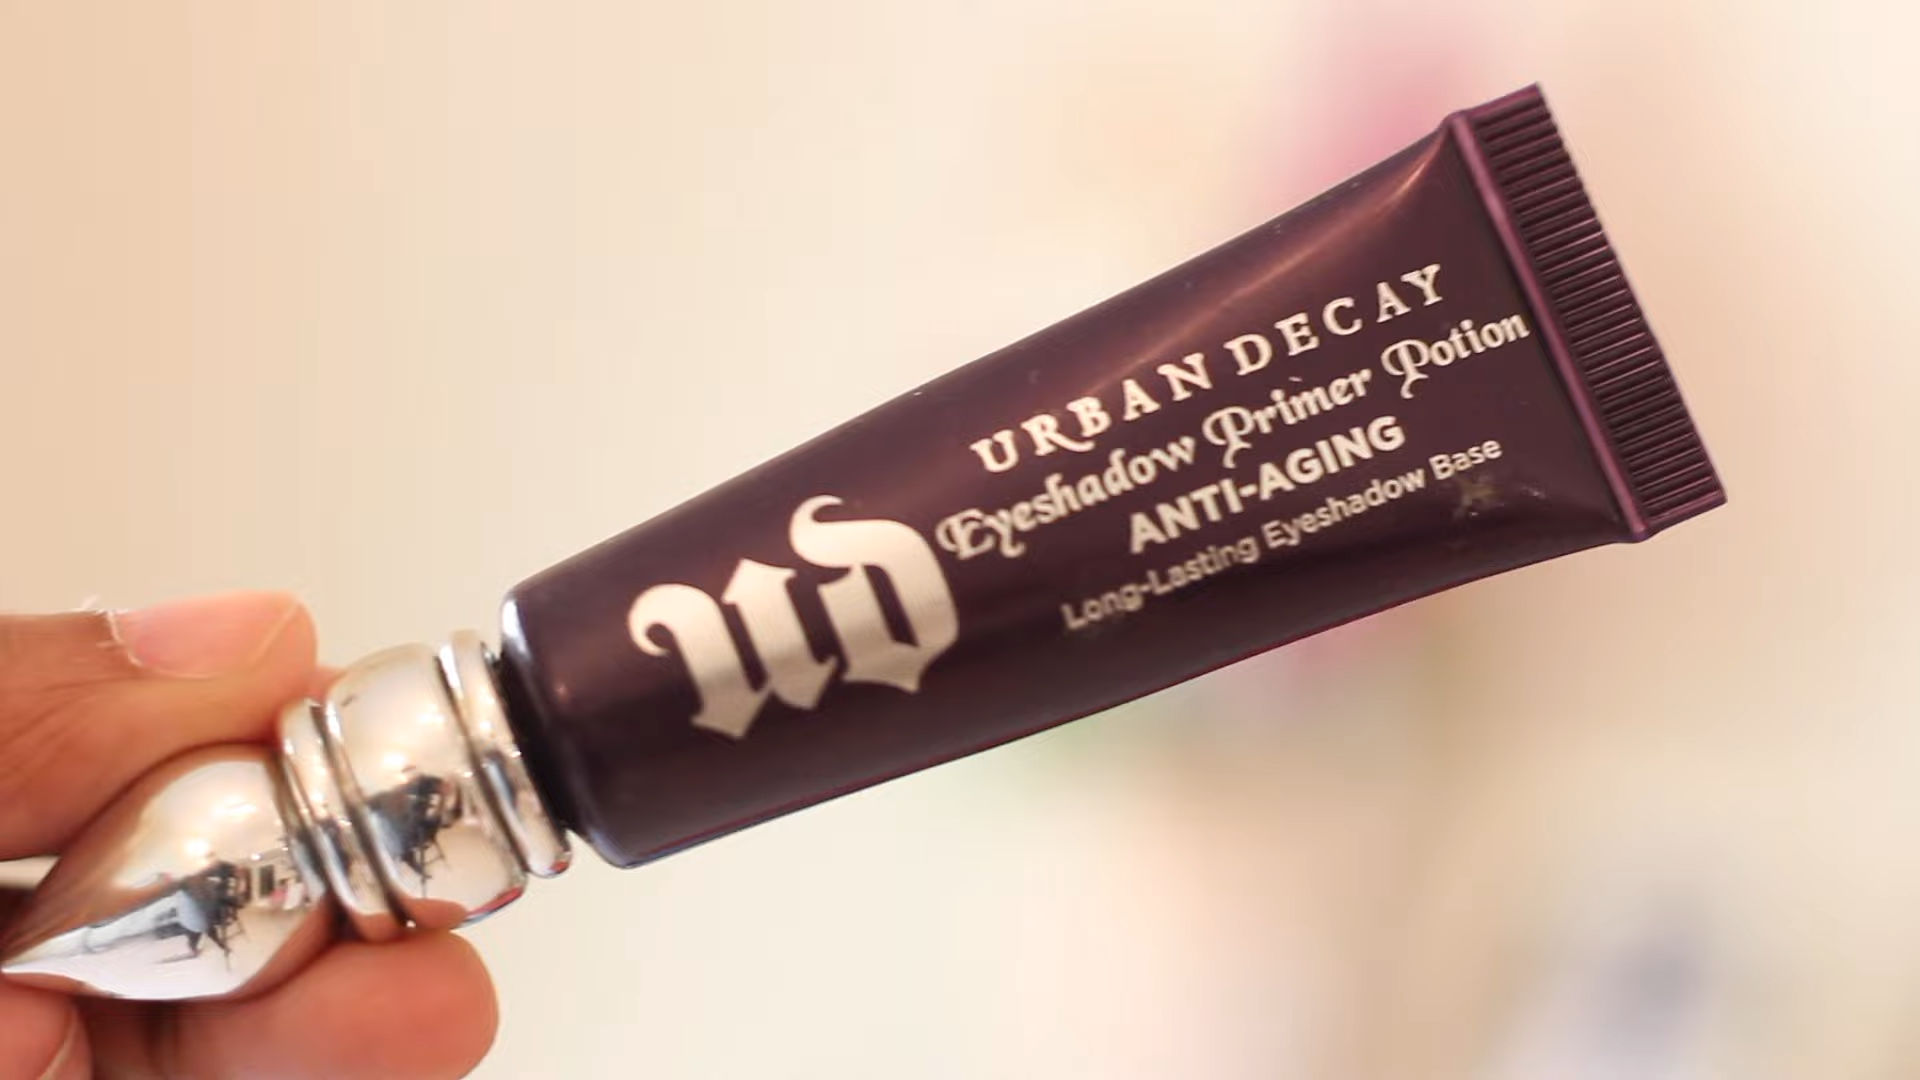 URBAN DECAY
Eyeshadow Primer Potion
ANTI-AGING
Long-Lasting Eyeshadow Base
UD